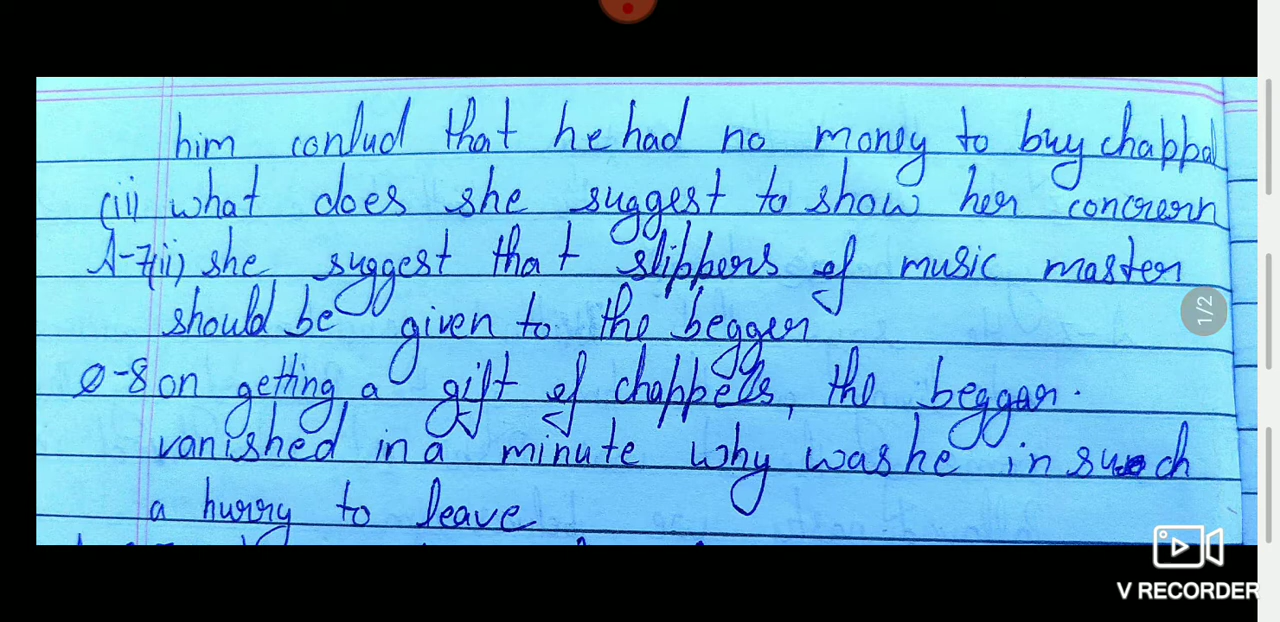 him conlud that he had no money to buy chappal
(ii) what does she suggest to show her concrern
A-7(ii) she suggest that slippers of music master
should be given to the begger
Q-8 on getting a gift of chappels, the beggar.
vanished in a minute why was he in such
a hurry to leave
1/2
V RECORDER